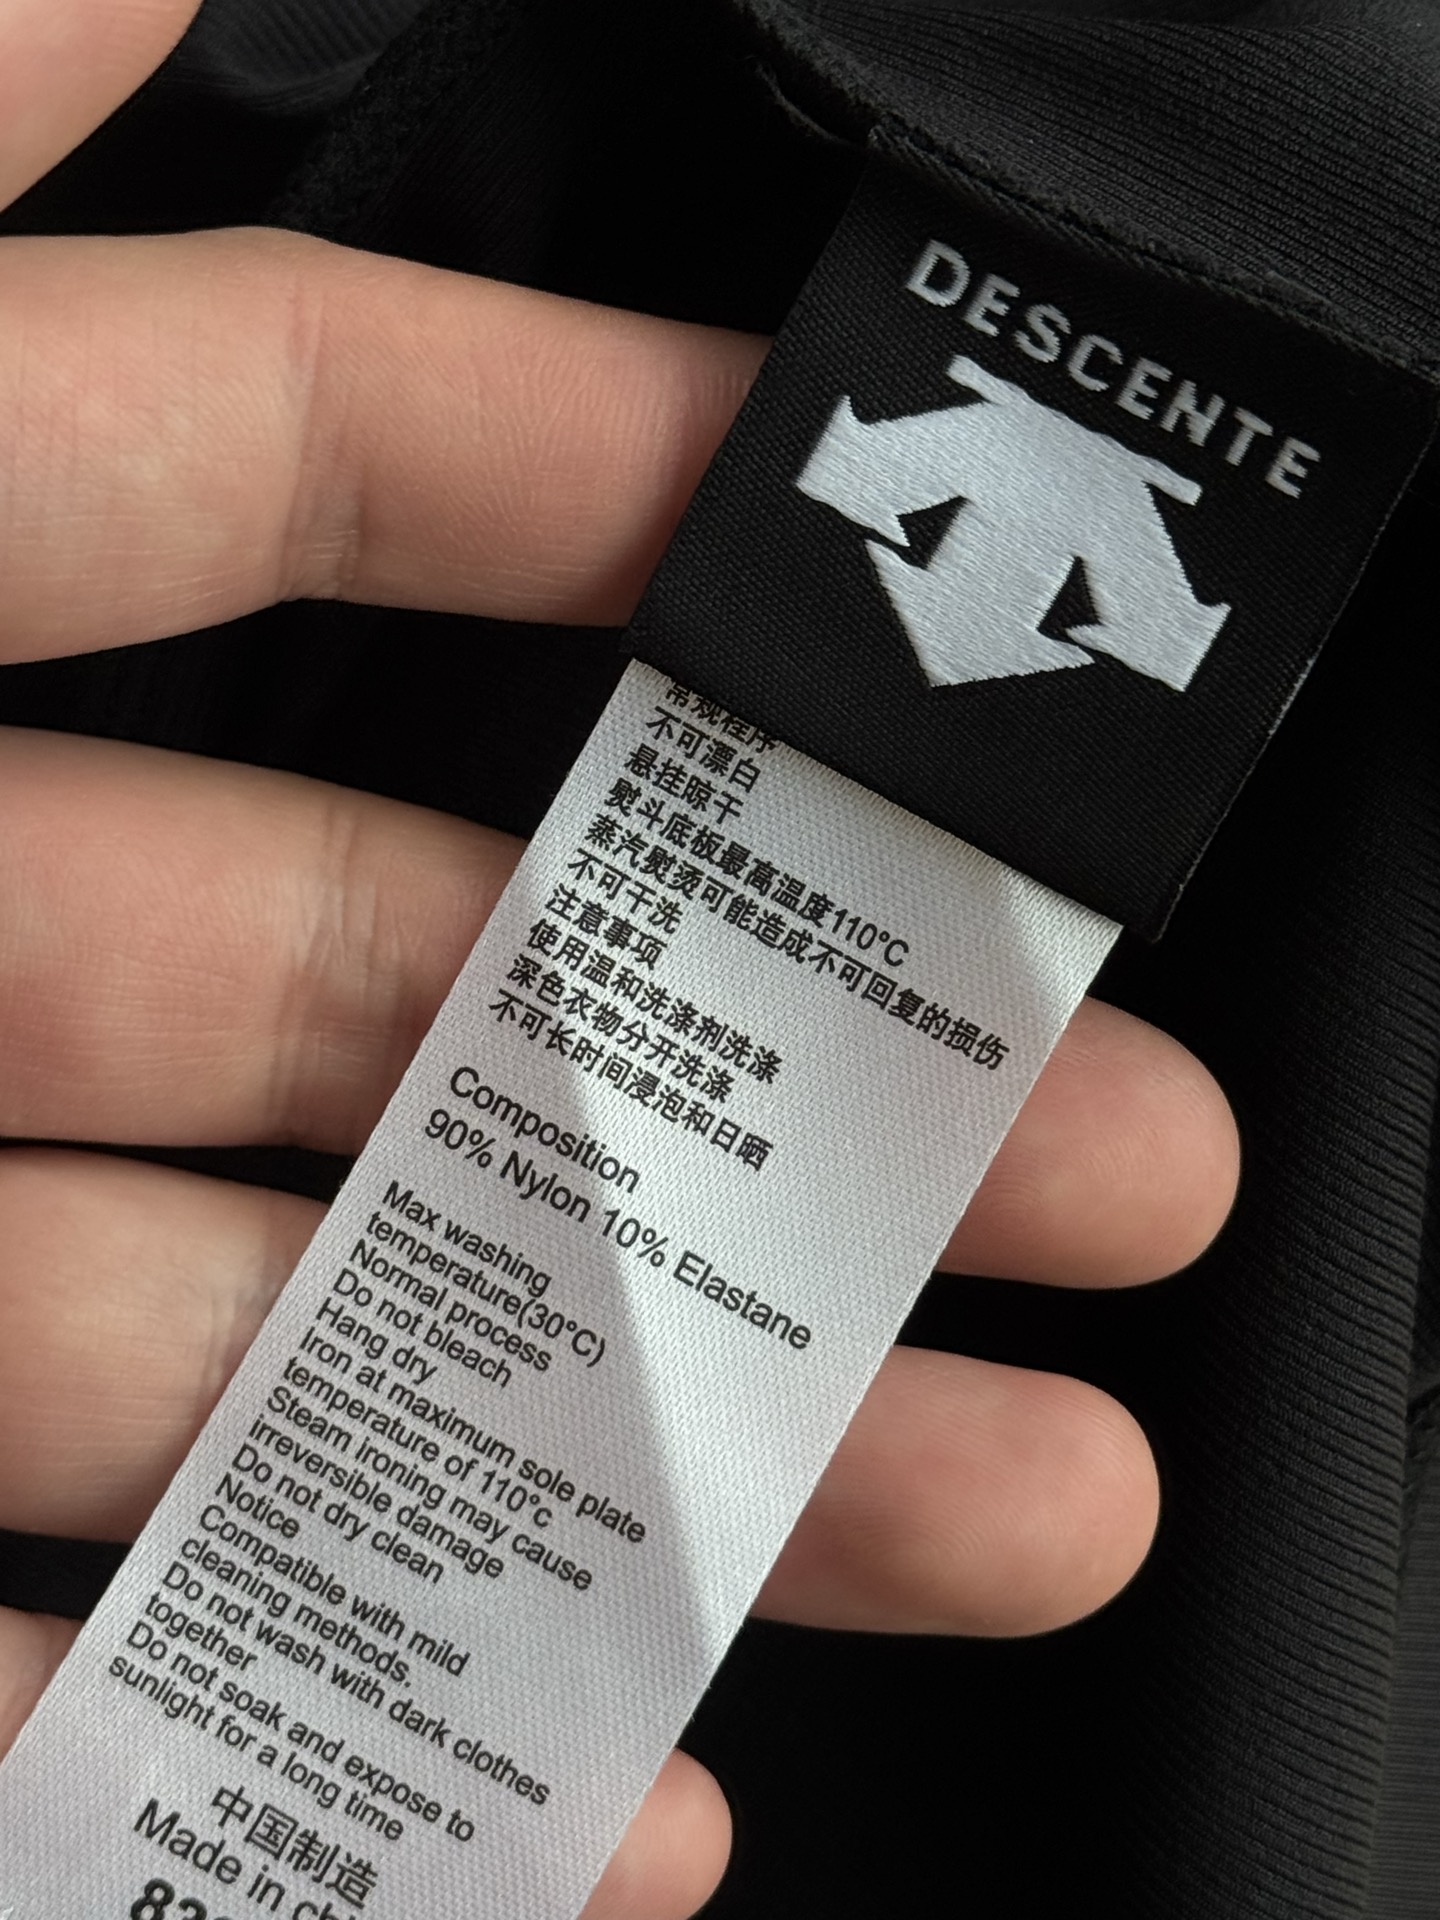 DESCENTE
常规程序
不可漂白
悬挂晾干
熨斗底板最高温度110°C
蒸汽熨烫可能造成不可回复的损伤
不可干洗
注意事项
使用温和洗涤剂洗涤
深色衣物分开洗涤
不可长时间浸泡和日晒
Composition
90% Nylon 10% Elastane
Max washing
temperature(30°C)
Normal process
Do not bleach
Hang dry
Iron at maximum sole plate
temperature of 110°c
Steam ironing may cause
irreversible damage
Do not dry clean
Notice
Compatible with mild
cleaning methods.
Do not wash with dark clothes
together
Do not soak and expose to
sunlight for a long time
中国制造
Made in